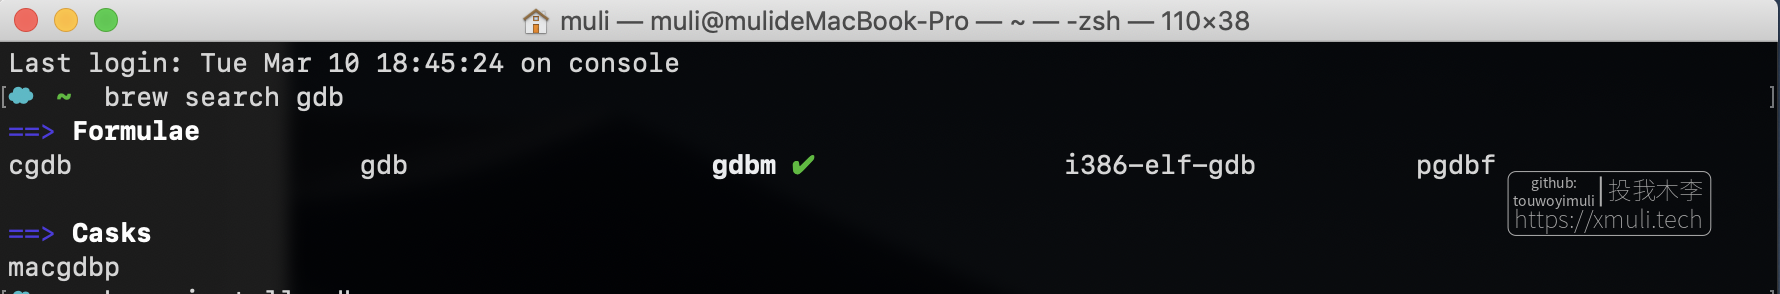 muli — muli@mulideMacBook-Pro — ~ — -zsh — 110×38
Last login: Tue Mar 10 18:45:24 on console
[ ~ brew search gdb ]
==> Formulae
cgdb gdb gdbm ✔ i386-elf-gdb pgdbf
==> Casks
macgdbp
github:
touwoyimuli
投我木李
https://xmuli.tech